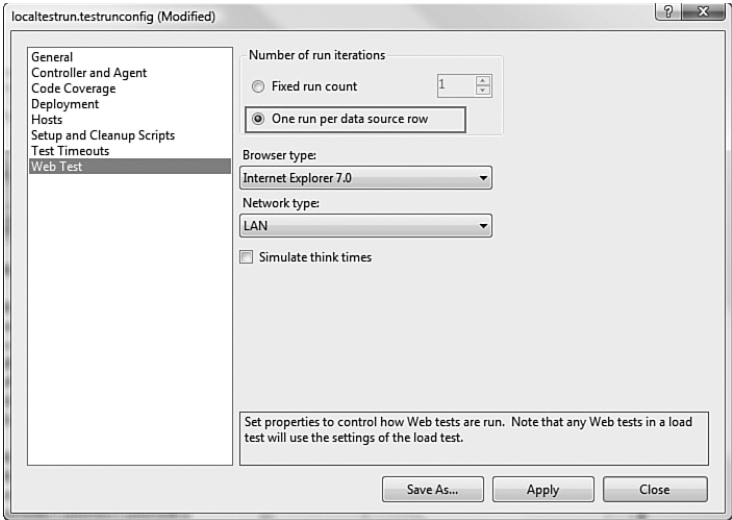 localtestrun.testrunconfig (Modified)
General
Controller and Agent
Code Coverage
Deployment
Hosts
Setup and Cleanup Scripts
Test Timeouts
Web Test
Number of run iterations
Fixed run count
1
One run per data source row
Browser type:
Internet Explorer 7.0
Network type:
LAN
Simulate think times
Set properties to control how Web tests are run. Note that any Web tests in a load
test will use the settings of the load test.
Save As...
Apply
Close